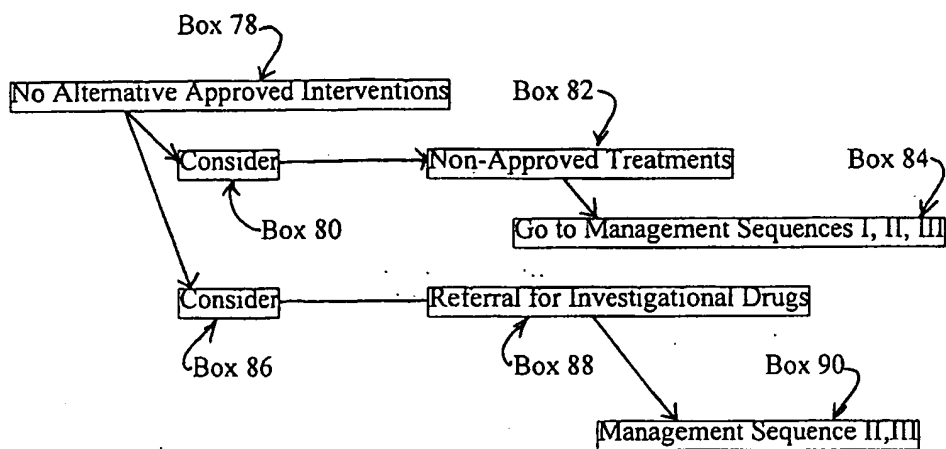 Box 78
No Alternative Approved Interventions
Box 82
Consider
Non-Approved Treatments
Box 84
Box 80
Go to Management Sequences I, II, III
Consider
Referral for Investigational Drugs
Box 86
Box 88
Box 90
Management Sequence II,III